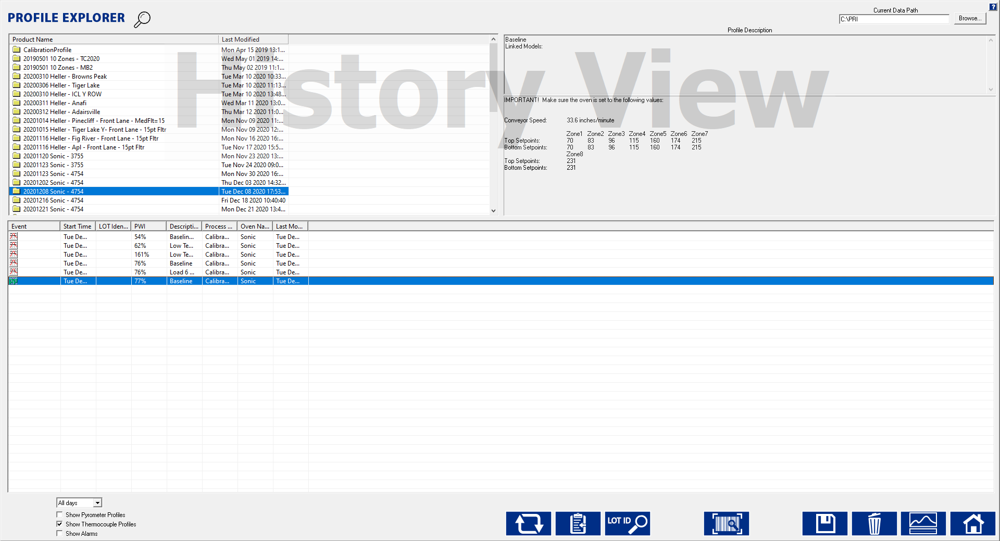 PROFILE EXPLORER
?
Current Data Path
C:\PRI
Browse...
Profile Description
History View
Product Name Last Modified
CalibrationProfile Mon Apr 15 2019 13:1...
20190501 10 Zones - TC2020 Wed May 01 2019 14:...
20190501 10 Zones - MB2 Thu May 02 2019 11:1...
20200310 Heller - Browns Peak Tue Mar 10 2020 10:33...
20200306 Heller - Tiger Lake Tue Mar 10 2020 11:13...
20200310 Heller - ICL Y ROW Tue Mar 10 2020 13:48...
20200311 Heller - Anafi Wed Mar 11 2020 13:0...
20200312 Heller - Adairsville Thu Mar 12 2020 11:0...
20201014 Heller - Pinecliff - Front Lane - MedFlt=15 Mon Nov 09 2020 11:...
20201015 Heller - Tiger Lake Y- Front Lane - 15pt Fltr Mon Nov 09 2020 12:...
20201116 Heller - Fig River - Front Lane - 15pt Fltr Mon Nov 16 2020 16:...
20201116 Heller - Apl - Front Lane - 15pt Fltr Tue Nov 17 2020 15:5...
20201120 Sonic - 3755 Mon Nov 23 2020 13:...
20201123 Sonic - 3755 Tue Nov 24 2020 09:0...
20201123 Sonic - 4754 Mon Nov 30 2020 16:...
20201202 Sonic - 4754 Thu Dec 03 2020 14:32...
20201208 Sonic - 4754 Tue Dec 08 2020 17:53...
20201216 Sonic - 4754 Fri Dec 18 2020 10:40:40
20201221 Sonic - 4754 Mon Dec 21 2020 13:4...
Baseline
Linked Models:
IMPORTANT! Make sure the oven is set to the following values:
Conveyor Speed: 33.6 inches/minute
Zone1 Zone2 Zone3 Zone4 Zone5 Zone6 Zone7
Top Setpoints: 70 83 96 115 160 174 215
Bottom Setpoints: 70 83 96 115 160 174 215
Zone8
Top Setpoints: 231
Bottom Setpoints: 231
Event Start Time LOT Iden... PWI Descripti... Process ... Oven Na... Last Mo...
Tue De... 54% Baselin... Calibra... Sonic Tue De...
Tue De... 62% Low Te... Calibra... Sonic Tue De...
Tue De... 161% Low Te... Calibra... Sonic Tue De...
Tue De... 76% Baseline Calibra... Sonic Tue De...
Tue De... 76% Load 6 ... Calibra... Sonic Tue De...
Tue De... 77% Baseline Calibra... Sonic Tue De...
All days
Show Pyrometer Profiles
Show Thermocouple Profiles
Show Alarms
LOT ID